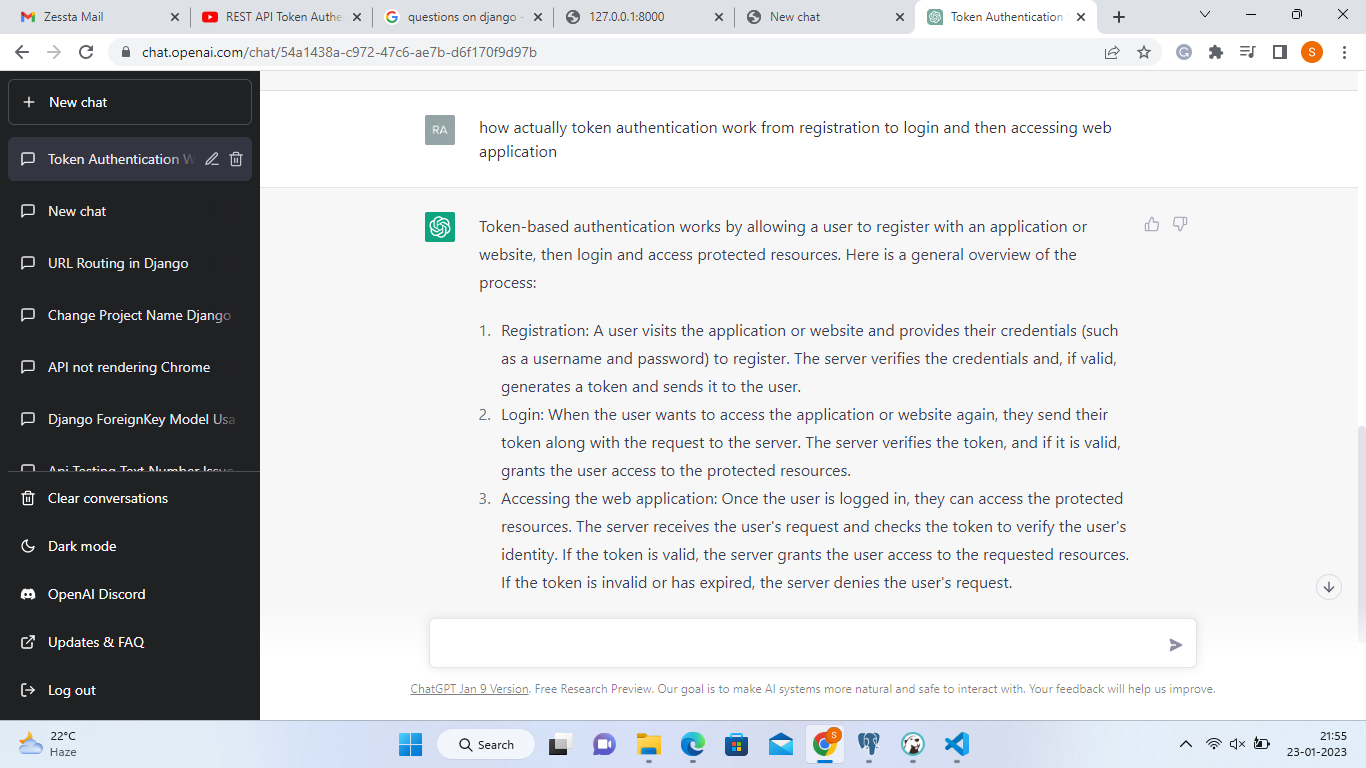 Zessta Mail
REST API Token Authe
questions on django -
127.0.0.1:8000
New chat
Token Authentication
chat.openai.com/chat/54a1438a-c972-47c6-ae7b-d6f170f9d97b
S
New chat
Token Authentication W
New chat
URL Routing in Django
Change Project Name Django
API not rendering Chrome
Django ForeignKey Model Usa
Api Testing Text Number Issue
Clear conversations
Dark mode
OpenAI Discord
Updates & FAQ
Log out
RA
how actually token authentication work from registration to login and then accessing web
application
Token-based authentication works by allowing a user to register with an application or
website, then login and access protected resources. Here is a general overview of the
process:
1. Registration: A user visits the application or website and provides their credentials (such
as a username and password) to register. The server verifies the credentials and, if valid,
generates a token and sends it to the user.
2. Login: When the user wants to access the application or website again, they send their
token along with the request to the server. The server verifies the token, and if it is valid,
grants the user access to the protected resources.
3. Accessing the web application: Once the user is logged in, they can access the protected
resources. The server receives the user's request and checks the token to verify the user's
identity. If the token is valid, the server grants the user access to the requested resources.
If the token is invalid or has expired, the server denies the user's request.
ChatGPT Jan 9 Version. Free Research Preview. Our goal is to make AI systems more natural and safe to interact with. Your feedback will help us improve.
22°C
Haze
Search
S
21:55
23-01-2023